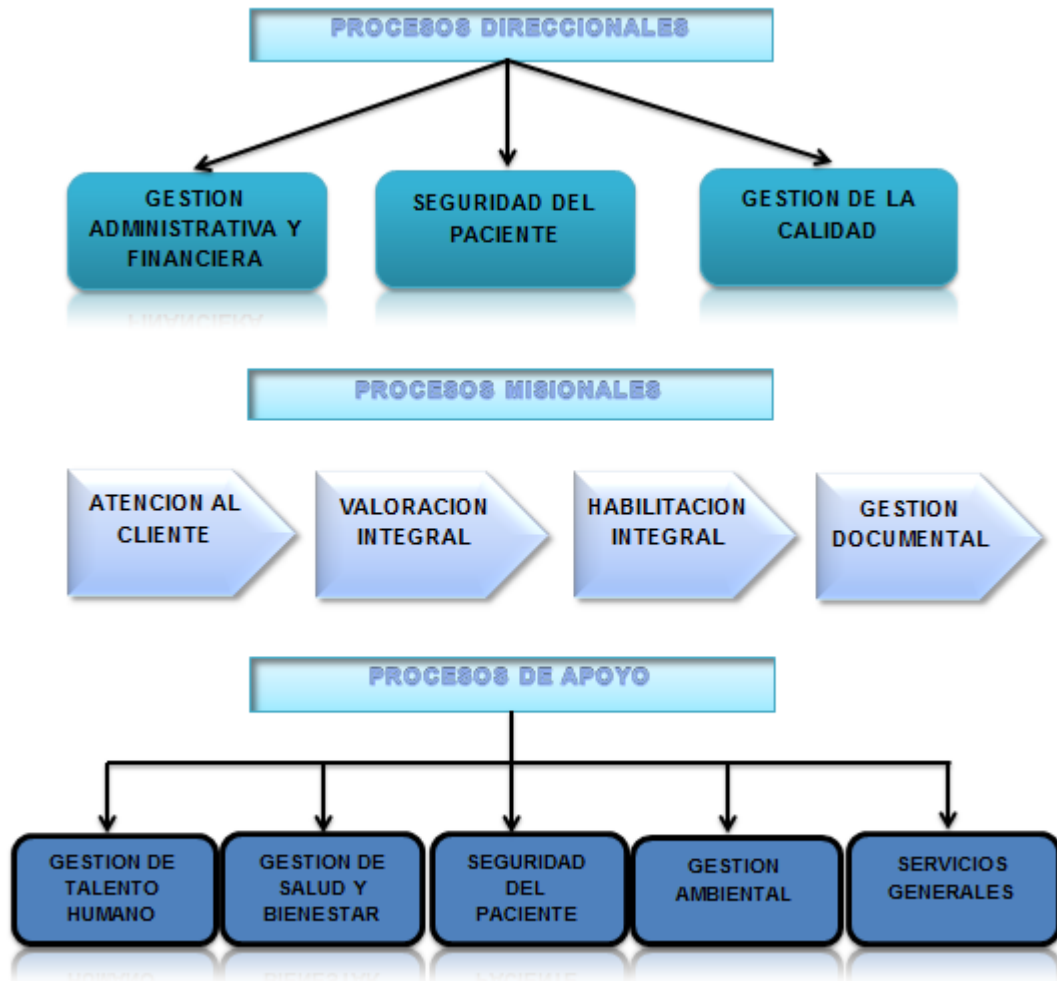 PROCESOS DIRECCIONALES
GESTION
ADMINISTRATIVA Y
FINANCIERA
SEGURIDAD DEL
PACIENTE
GESTION DE LA
CALIDAD
PROCESOS MISIONALES
ATENCION AL
CLIENTE
VALORACION
INTEGRAL
HABILITACION
INTEGRAL
GESTION
DOCUMENTAL
PROCESOS DE APOYO
GESTION DE
TALENTO
HUMANO
GESTION DE
SALUD Y
BIENESTAR
SEGURIDAD
DEL
PACIENTE
GESTION
AMBIENTAL
SERVICIOS
GENERALES